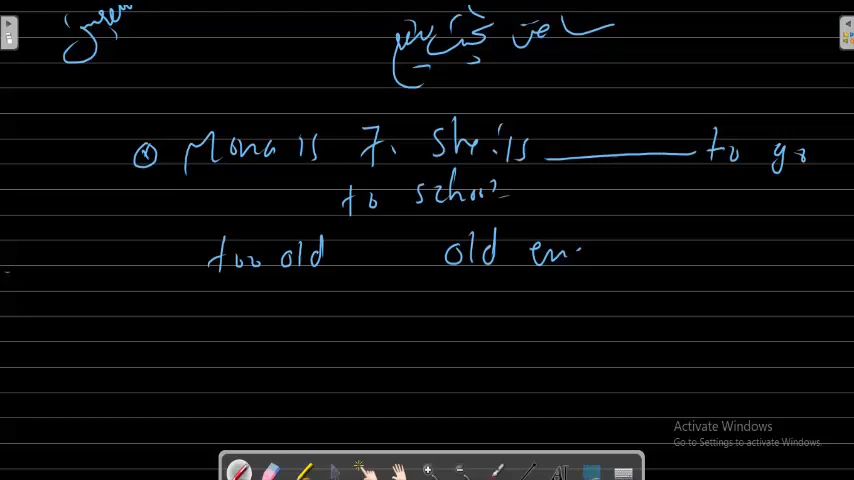 * Mona is 7. She is ______ to go
to school
too old old en
Activate Windows
Go to Settings to activate Windows.